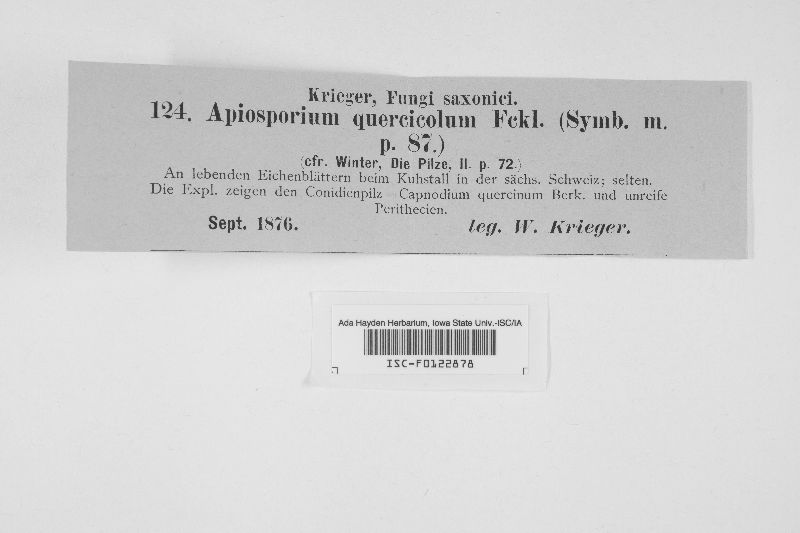 Krieger, Fungi saxonici.
124. Apiosporium quercicolum Fckl. (Symb. m.
p. 87.)
(cfr. Winter, Die Pilze, II. p. 72.)
An lebenden Eichenblättern beim Kuhstall in der sächs. Schweiz; selten.
Die Expl. zeigen den Conidienpilz Capnodium quercinum Berk. und unreife
Perithecien.
Sept. 1876. leg. W. Krieger.
Ada Hayden Herbarium, Iowa State Univ.-ISC/IA
ISC-F0122878